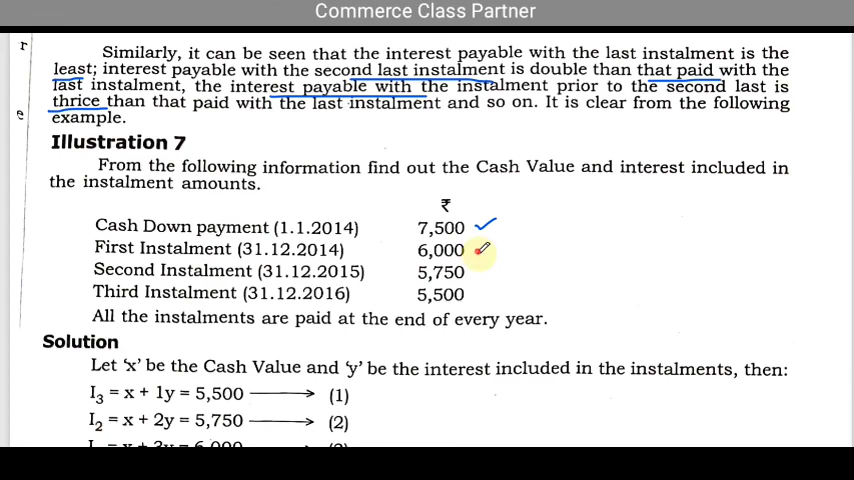 Commerce Class Partner
r
Similarly, it can be seen that the interest payable with the last instalment is the
least; interest payable with the second last instalment is double than that paid with the
last instalment, the interest payable with the instalment prior to the second last is
thrice than that paid with the last instalment and so on. It is clear from the following
e
example.
Illustration 7
From the following information find out the Cash Value and interest included in
the instalment amounts.
₹
Cash Down payment (1.1.2014) 7,500
First Instalment (31.12.2014) 6,000
Second Instalment (31.12.2015) 5,750
Third Instalment (31.12.2016) 5,500
All the instalments are paid at the end of every year.
Solution
Let 'x' be the Cash Value and 'y' be the interest included in the instalments, then:
I₃ = x + 1y = 5,500 ⟶ (1)
I₂ = x + 2y = 5,750 ⟶ (2)